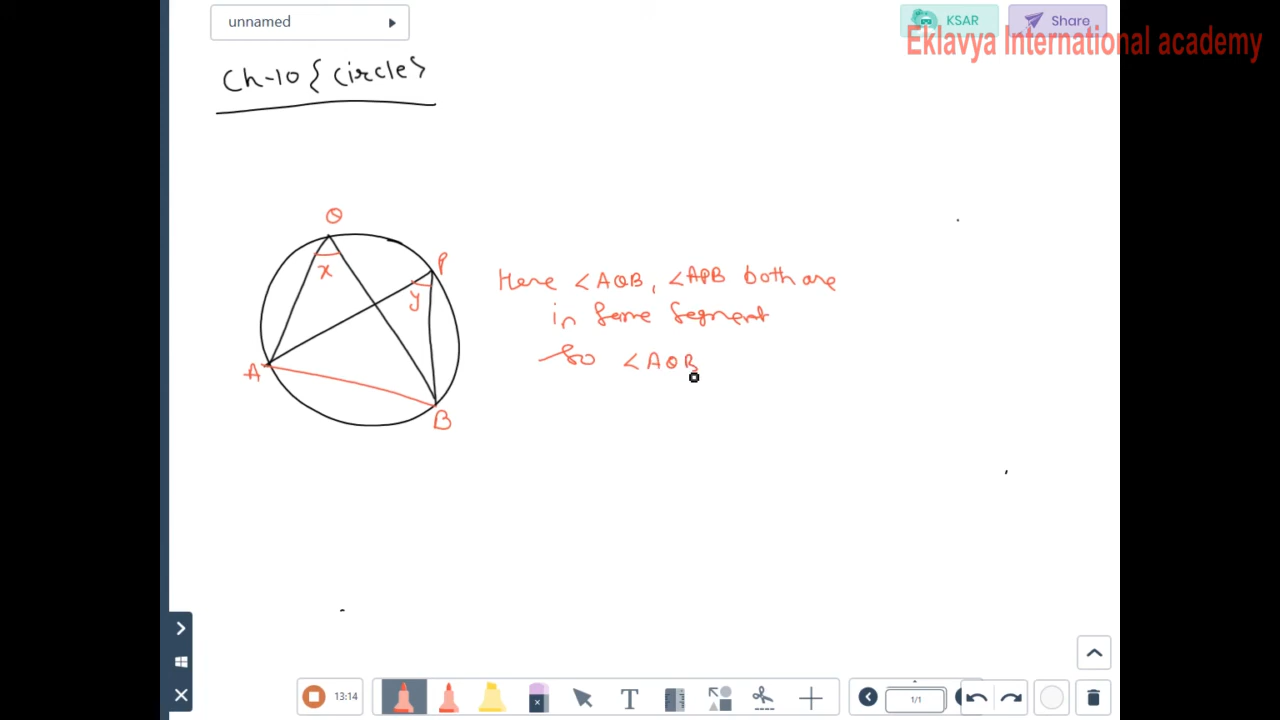 unnamed
KSAR
Share
Eklavya International academy
Ch-10 { Circle }
Q
x
P
y
A
B
Here ∠AQB, ∠APB both are
in Same Segment
So ∠AQB
13:14
T
1/1